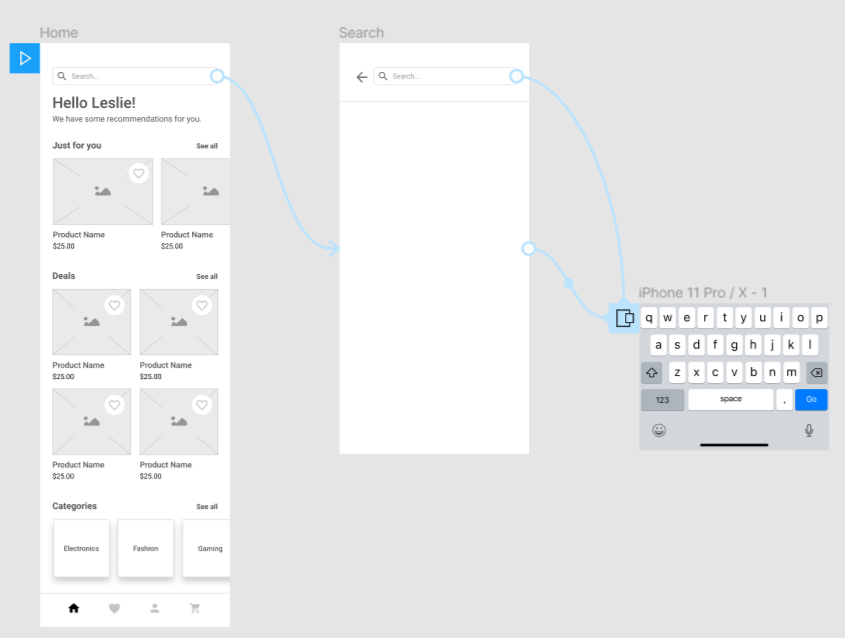 Home
Search...
Hello Leslie!
We have some recommendations for you.
Just for you See all
Product Name Product Name
$25.00 $25.00
Deals See all
Product Name Product Name
$25.00 $25.00
Product Name Product Name
$25.00 $25.00
Categories See all
Electronics Fashion Gaming
Search
Search...
iPhone 11 Pro / X - 1
q w e r t y u i o p
a s d f g h j k l
z x c v b n m
123 space . Go